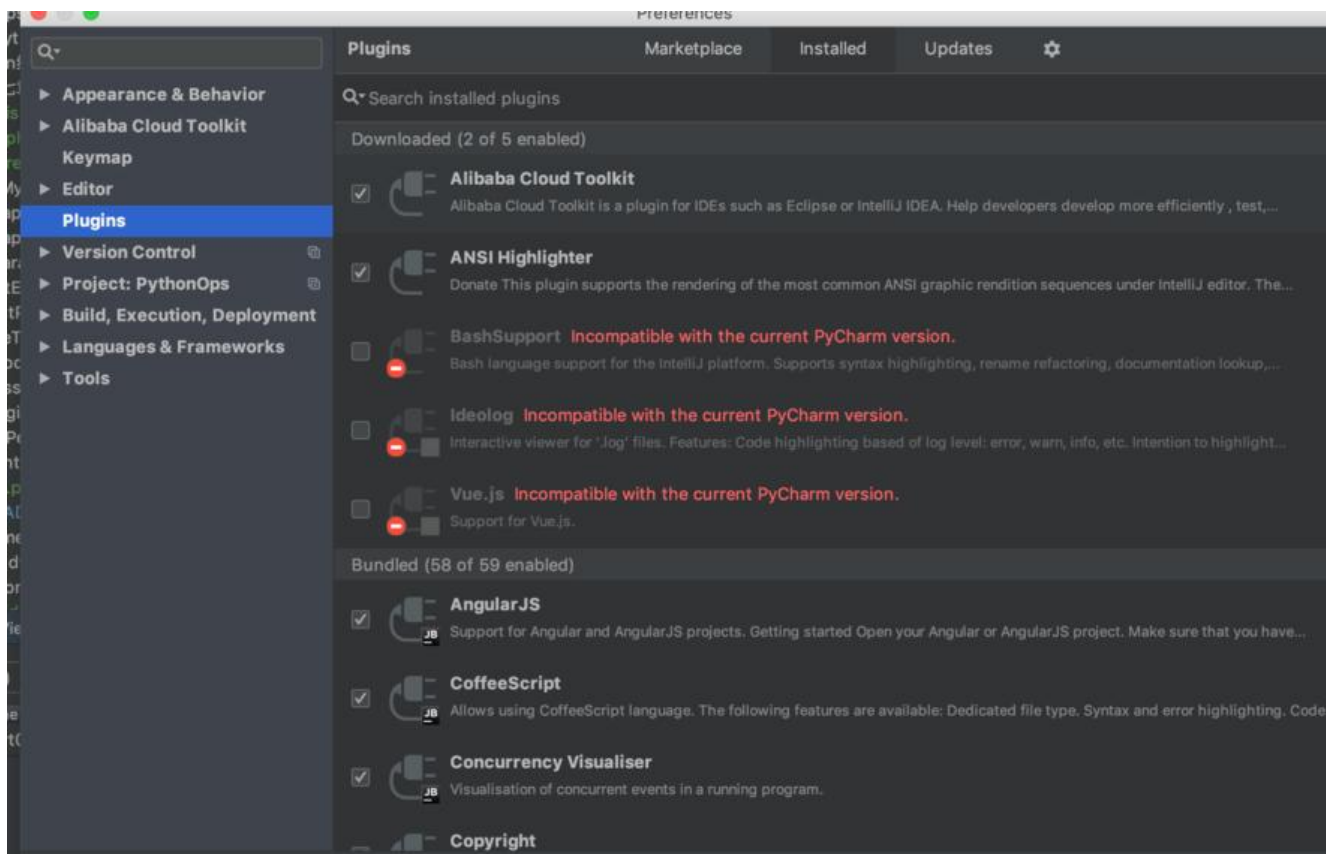 Preferences
Plugins Marketplace Installed Updates
Appearance & Behavior
Alibaba Cloud Toolkit
Keymap
Editor
Plugins
Version Control
Project: PythonOps
Build, Execution, Deployment
Languages & Frameworks
Tools
Search installed plugins
Downloaded (2 of 5 enabled)
Alibaba Cloud Toolkit
Alibaba Cloud Toolkit is a plugin for IDEs such as Eclipse or IntelliJ IDEA. Help developers develop more efficiently , test,...
ANSI Highlighter
Donate This plugin supports the rendering of the most common ANSI graphic rendition sequences under IntelliJ editor. The...
BashSupport Incompatible with the current PyCharm version.
Bash language support for the IntelliJ platform. Supports syntax highlighting, rename refactoring, documentation lookup,...
Ideolog Incompatible with the current PyCharm version.
Interactive viewer for '.log' files. Features: Code highlighting based of log level: error, warn, info, etc. Intention to highlight...
Vue.js Incompatible with the current PyCharm version.
Support for Vue.js.
Bundled (58 of 59 enabled)
AngularJS
JB Support for Angular and AngularJS projects. Getting started Open your Angular or AngularJS project. Make sure that you have...
CoffeeScript
JB Allows using CoffeeScript language. The following features are available: Dedicated file type. Syntax and error highlighting. Code
Concurrency Visualiser
JB Visualisation of concurrent events in a running program.
Copyright